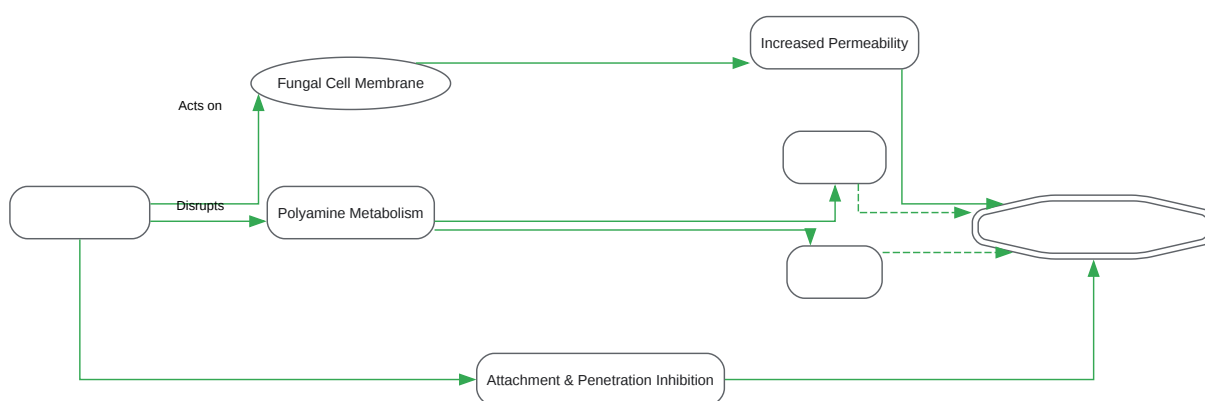 Increased Permeability
Fungal Cell Membrane
Acts on
Disrupts
Polyamine Metabolism
Attachment & Penetration Inhibition